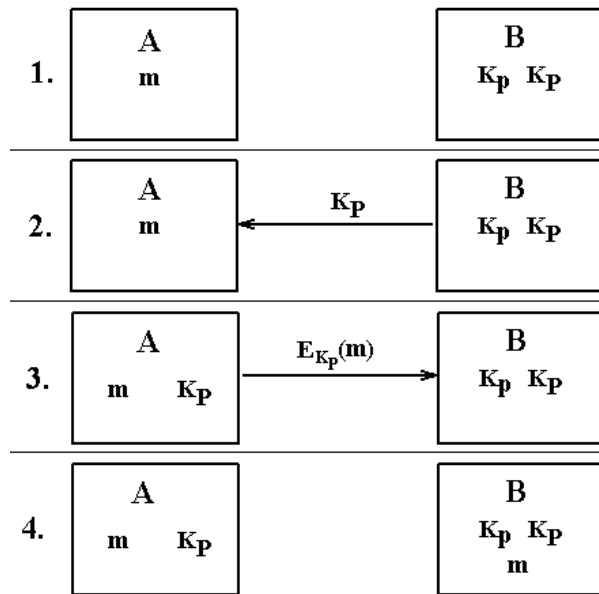 A B
1. m Kp KP
A KP B
2. m Kp KP
A EKp(m) B
3. m KP Kp KP
A B
4. m KP Kp KP
m